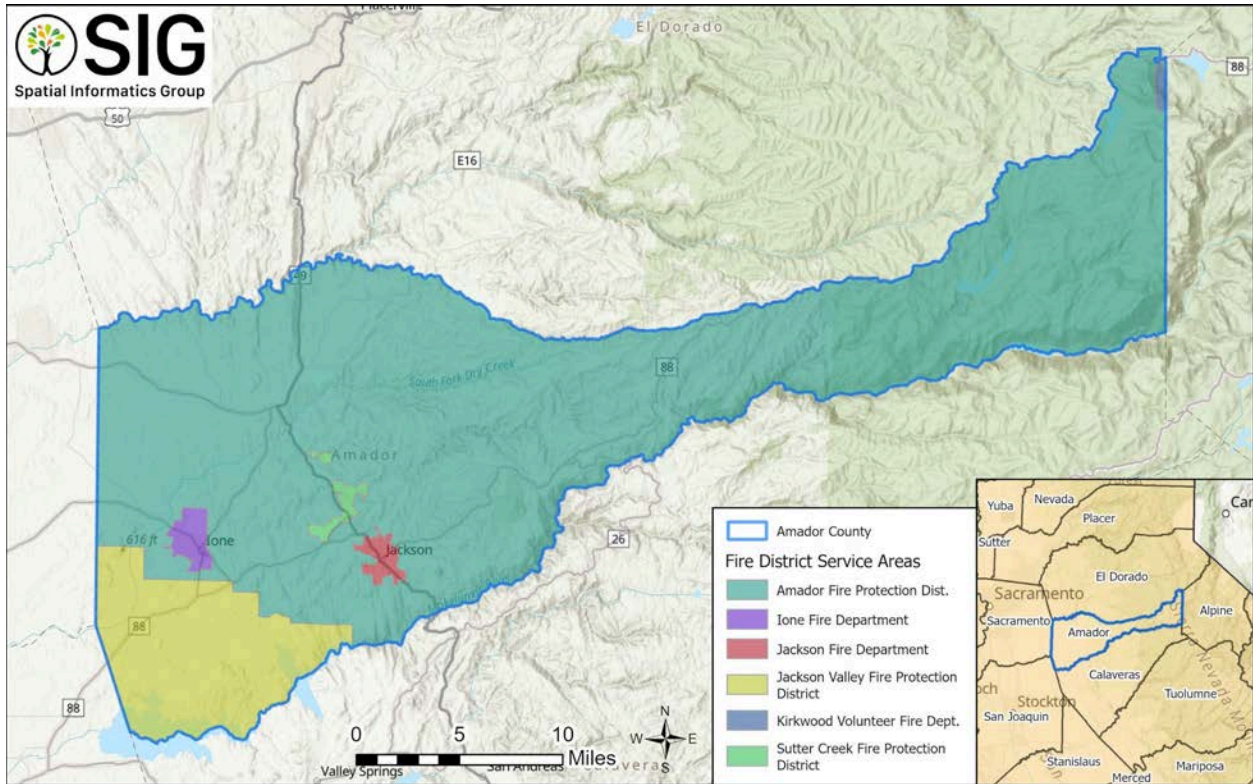 Placerville
El Dorado
SIG
Spatial Informatics Group
50
88
E16
49
88
South Fork Dry Creek
Amador
616 ft
Ione
Jackson
26
88
88
0 5 10
Miles
Valley Springs
San Andreas
Calaveras
N
W E
S
Amador County
Fire District Service Areas
Amador Fire Protection Dist.
Ione Fire Department
Jackson Fire Department
Jackson Valley Fire Protection
District
Kirkwood Volunteer Fire Dept.
Sutter Creek Fire Protection
District
Yuba
Nevada
Placer
Car
Sutter
El Dorado
Sacramento
Sacramento
Amador
Alpine
Calaveras
Stockton
Tuolumne
San Joaquin
Stanislaus
Merced